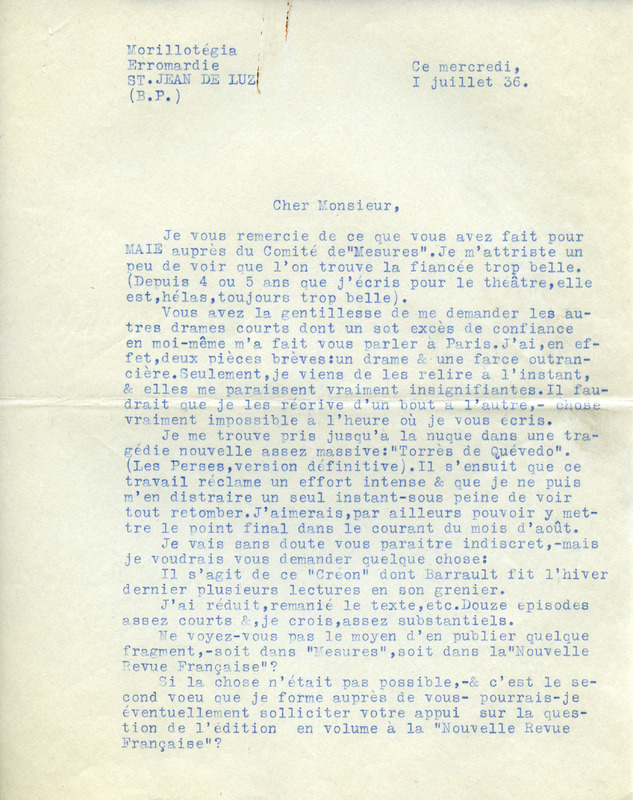 Morillotégia
Erromardie
ST.JEAN DE LUZ
(B.P.)
Ce mercredi,
I juillet 36.
Cher Monsieur,
Je vous remercie de ce que vous avez fait pour
MAIE auprès du Comité de"Mesures".Je m'attriste un
peu de voir que l'on trouve la fiancée trop belle.
(Depuis 4 ou 5 ans que j'écris pour le théâtre,elle
est,hélas,toujours trop belle).
Vous avez la gentillesse de me demander les au-
tres drames courts dont un sot excès de confiance
en moi-même m'a fait vous parler à Paris.J'ai,en ef-
fet,deux pièces brèves:un drame & une farce outran-
cière.Seulement,je viens de les relire à l'instant,
& elles me paraissent vraiment insignifiantes.Il fau-
drait que je les récrive d'un bout à l'autre,- chose
vraiment impossible à l'heure où je vous écris.
Je me trouve pris jusqu'à la nuque dans une tra-
gédie nouvelle assez massive:"Torrès de Quévedo".
(Les Perses,version définitive).Il s'ensuit que ce
travail réclame un effort intense & que je ne puis
m'en distraire un seul instant-sous peine de voir
tout retomber.J'aimerais,par ailleurs pouvoir y met-
tre le point final dans le courant du mois d'août.
Je vais sans doute vous paraitre indiscret,-mais
je voudrais vous demander quelque chose:
Il s'agit de ce "Créon" dont Barrault fit l'hiver
dernier plusieurs lectures en son grenier.
J'ai réduit,remanié le texte,etc.Douze episodes
assez courts &,je crois,assez substantiels.
Ne voyez-vous pas le moyen d'en publier quelque
fragment,-soit dans "Mesures",soit dans la"Nouvelle
Revue Française"?
Si la chose n'était pas possible,-& c'est le se-
cond voeu que je forme auprès de vous- pourrais-je
éventuellement solliciter votre appui sur la ques-
tion de l'édition en volume à la "Nouvelle Revue
Française"?